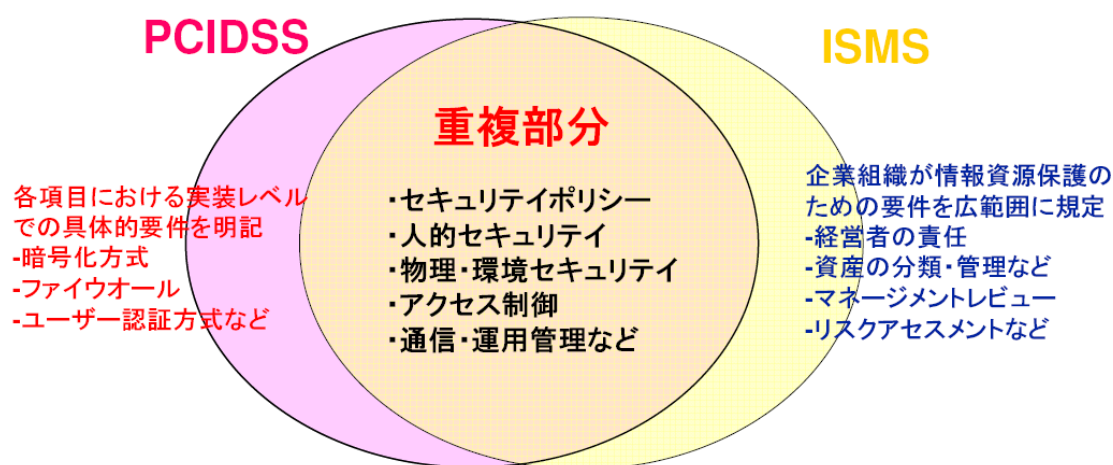 PCIDSS
ISMS
重複部分
各項目における実装レベル
での具体的要件を明記
-暗号化方式
-ファイウオール
-ユーザー認証方式など
・セキュリテイポリシー
・人的セキュリテイ
・物理・環境セキュリテイ
・アクセス制御
・通信・運用管理など
企業組織が情報資源保護の
ための要件を広範囲に規定
-経営者の責任
-資産の分類・管理など
-マネージメントレビュー
-リスクアセスメントなど